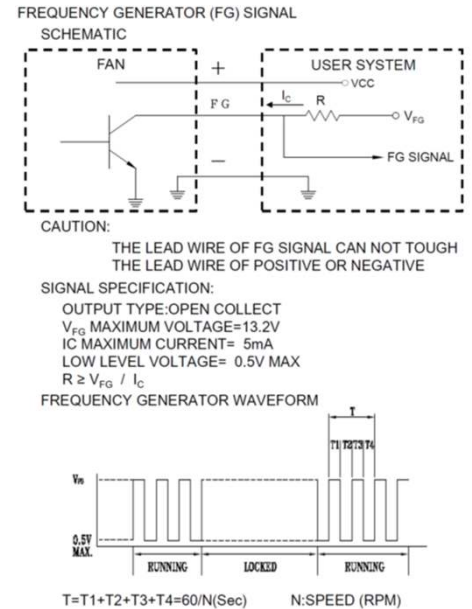 FREQUENCY GENERATOR (FG) SIGNAL
SCHEMATIC
FAN
+
USER SYSTEM
VCC
FG
IC
R
VFG
FG SIGNAL
−
CAUTION:
THE LEAD WIRE OF FG SIGNAL CAN NOT TOUGH
THE LEAD WIRE OF POSITIVE OR NEGATIVE
SIGNAL SPECIFICATION:
OUTPUT TYPE:OPEN COLLECT
VFG MAXIMUM VOLTAGE=13.2V
IC MAXIMUM CURRENT= 5mA
LOW LEVEL VOLTAGE= 0.5V MAX
R ≥ VFG / IC
FREQUENCY GENERATOR WAVEFORM
T
T1 T2 T3 T4
VFG
0.5V
MAX.
RUNNING LOCKED RUNNING
T=T1+T2+T3+T4=60/N(Sec) N:SPEED (RPM)